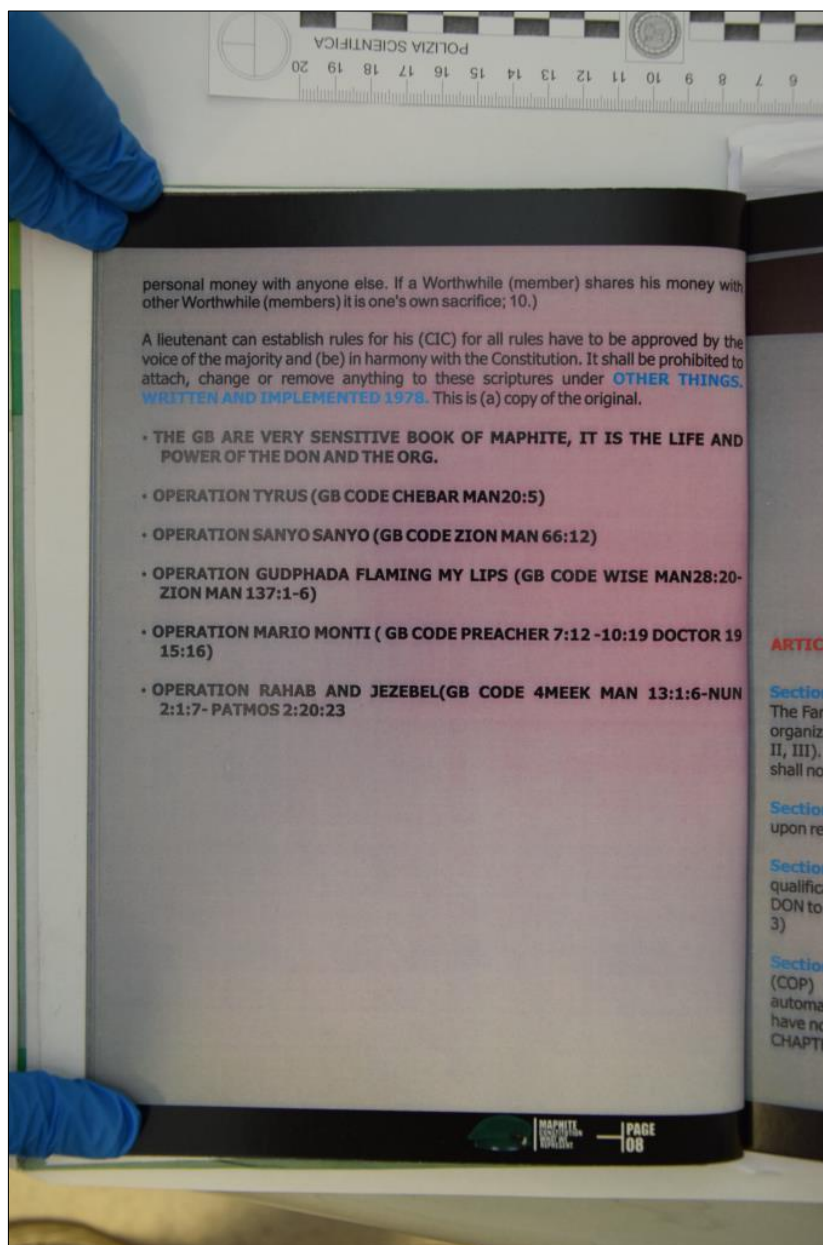 POLIZIA SCIENTIFICA
20 19 18 17 16 15 14 13 12 11 10 9 8 7 6
personal money with anyone else. If a Worthwhile (member) shares his money with
other Worthwhile (members) it is one's own sacrifice; 10.)
A lieutenant can establish rules for his (CIC) for all rules have to be approved by the
voice of the majority and (be) in harmony with the Constitution. It shall be prohibited to
attach, change or remove anything to these scriptures under OTHER THINGS.
WRITTEN AND IMPLEMENTED 1978. This is (a) copy of the original.
• THE GB ARE VERY SENSITIVE BOOK OF MAPHITE, IT IS THE LIFE AND
POWER OF THE DON AND THE ORG.
• OPERATION TYRUS (GB CODE CHEBAR MAN20:5)
• OPERATION SANYO SANYO (GB CODE ZION MAN 66:12)
• OPERATION GUDPHADA FLAMING MY LIPS (GB CODE WISE MAN28:20-
ZION MAN 137:1-6)
• OPERATION MARIO MONTI ( GB CODE PREACHER 7:12 -10:19 DOCTOR 19
15:16)
• OPERATION RAHAB AND JEZEBEL(GB CODE 4MEEK MAN 13:1:6-NUN
2:1:7- PATMOS 2:20:23
MAPHITE
CONSTITUTION
WHAT WE
REPRESENT
PAGE
08
ARTIC
Section
The Fam
organiz
II, III).
shall no
Section
upon re
Section
qualific
DON to
3)
Section
(COP)
automa
have no
CHAPT